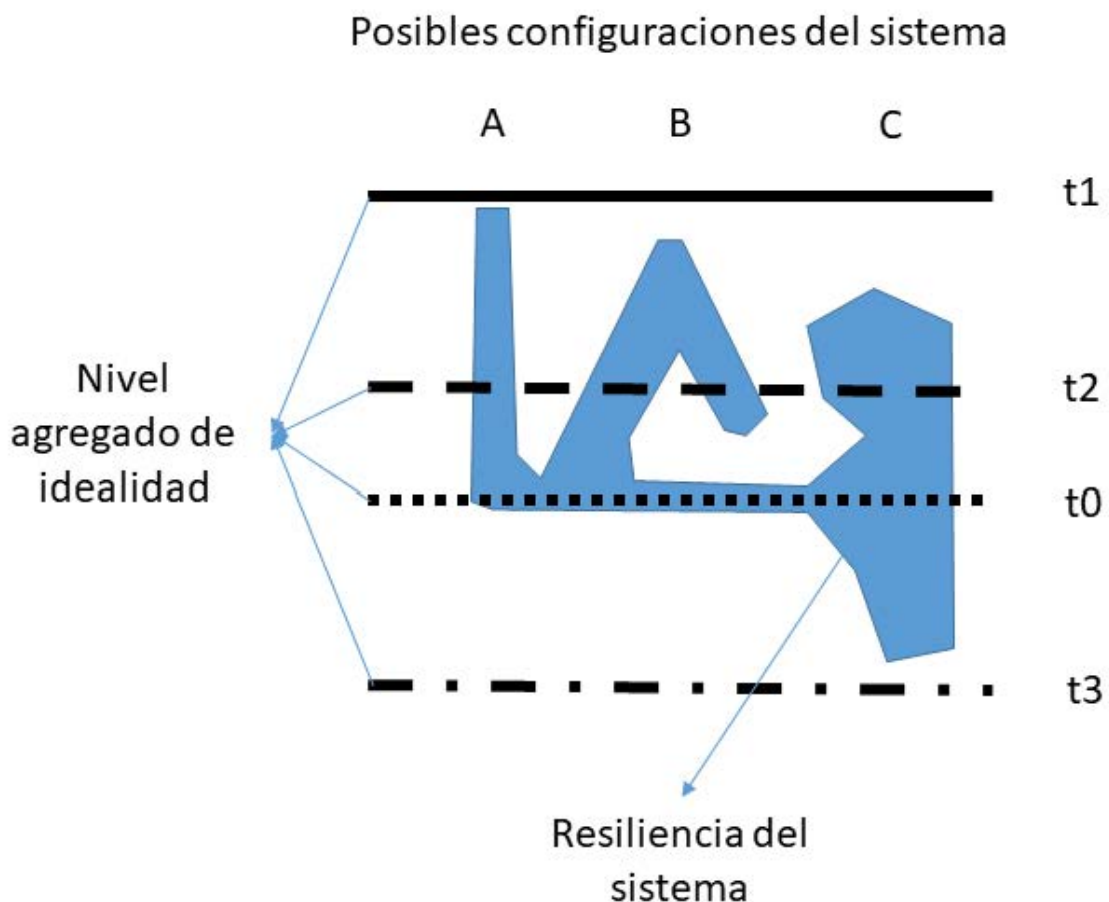 Posibles configuraciones del sistema
A B C
t1
Nivel
agregado de
idealidad
t2
t0
t3
Resiliencia del
sistema